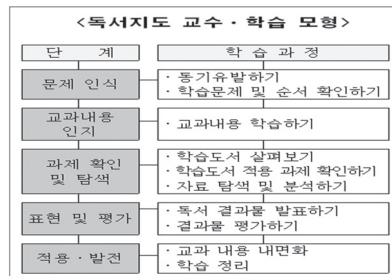 <독서지도 교수·학습 모형>
단 계 학 습 과 정
문제 인식
· 동기유발하기
· 학습문제 및 순서 확인하기
교과내용
인지
· 교과내용 학습하기
과제 확인
및 탐색
· 학습도서 살펴보기
· 학습도서 적용 과제 확인하기
· 자료 탐색 및 분석하기
표현 및 평가
· 독서 결과물 발표하기
· 결과물 평가하기
적용·발전
· 교과 내용 내면화
· 학습 정리